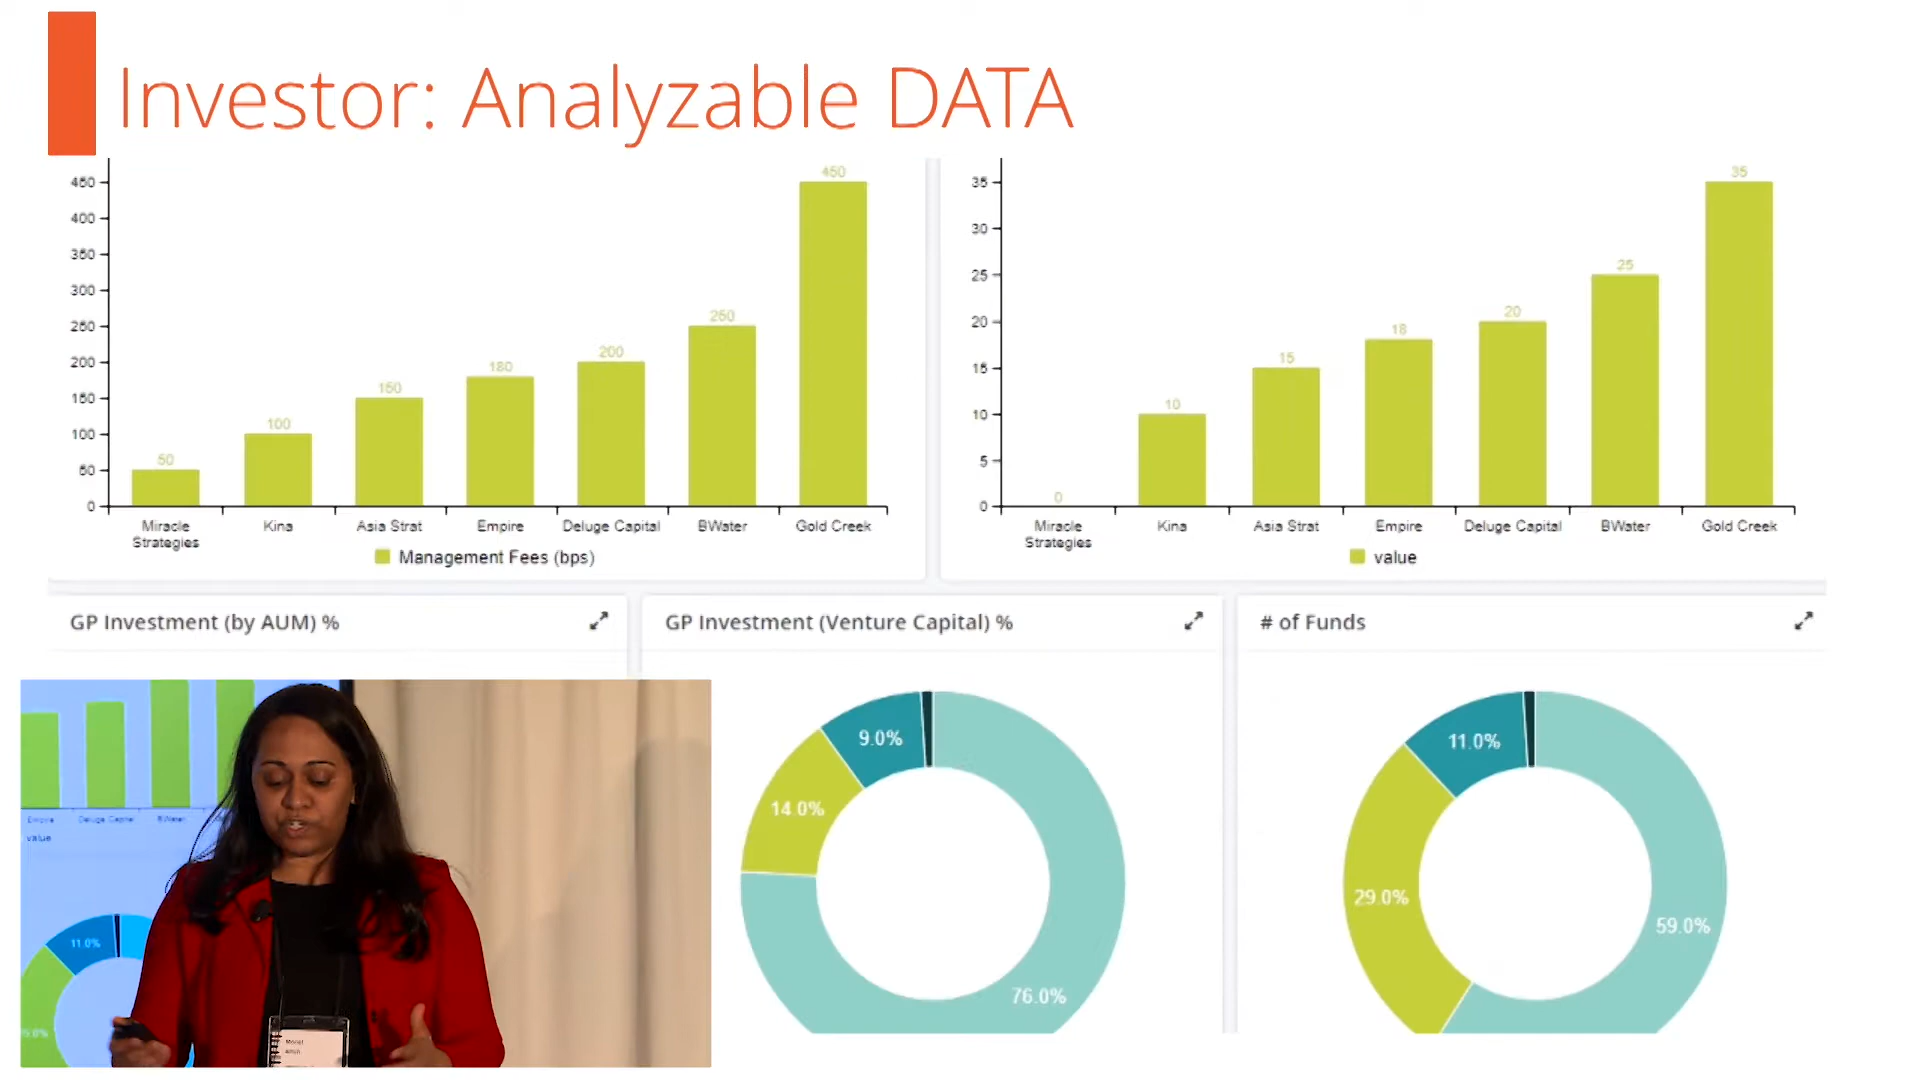 Investor: Analyzable DATA
450
400
350
300
250
200
150
100
50
0
50
100
150
180
200
250
450
Miracle Strategies
Kina
Asia Strat
Empire
Deluge Capital
BWater
Gold Creek
Management Fees (bps)
35
30
25
20
15
10
5
0
0
10
15
18
20
25
35
Miracle Strategies
Kina
Asia Strat
Empire
Deluge Capital
BWater
Gold Creek
value
GP Investment (by AUM) %
GP Investment (Venture Capital) %
9.0%
14.0%
76.0%
# of Funds
11.0%
29.0%
59.0%
Empire
Deluge Capital
BWater
value
11.0%